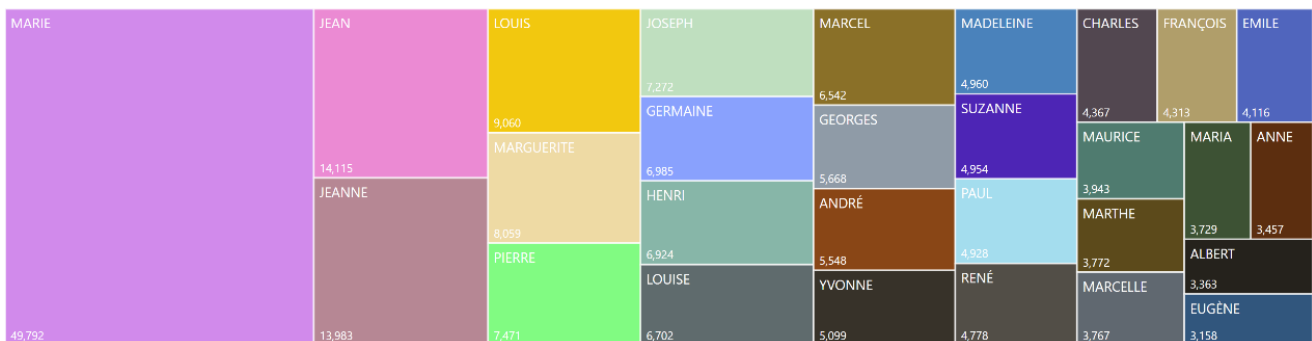 MARIE
49,792
JEAN
14,115
JEANNE
13,983
LOUIS
9,060
MARGUERITE
8,059
PIERRE
7,471
JOSEPH
7,272
GERMAINE
6,985
HENRI
6,924
LOUISE
6,702
MARCEL
6,542
GEORGES
5,668
ANDRÉ
5,548
YVONNE
5,099
MADELEINE
4,960
SUZANNE
4,954
PAUL
4,928
RENÉ
4,778
CHARLES
4,367
FRANÇOIS
4,313
EMILE
4,116
MAURICE
3,943
MARTHE
3,772
MARCELLE
3,767
MARIA
3,729
ANNE
3,457
ALBERT
3,363
EUGÈNE
3,158